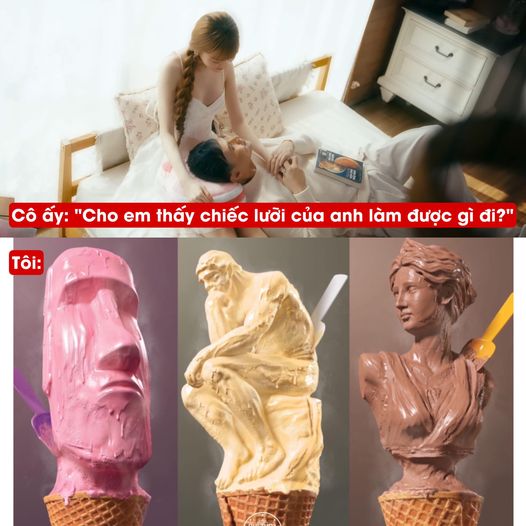 Cô ấy: "Cho em thấy chiếc lưỡi của anh làm được gì đi?"
Tôi: